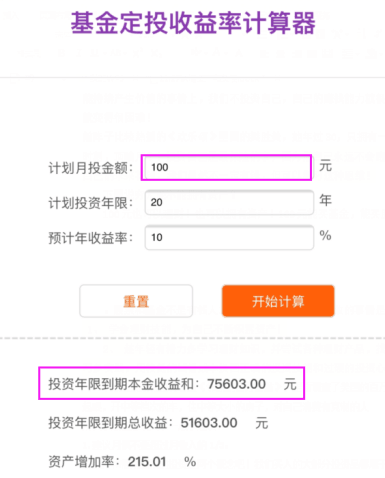 基金定投收益率计算器
计划月投金额： 100 元
计划投资年限： 20 年
预计年收益率： 10 %
重置 开始计算
投资年限到期本金收益和：75603.00 元
投资年限到期总收益：51603.00 元
资产增加率：215.01 %